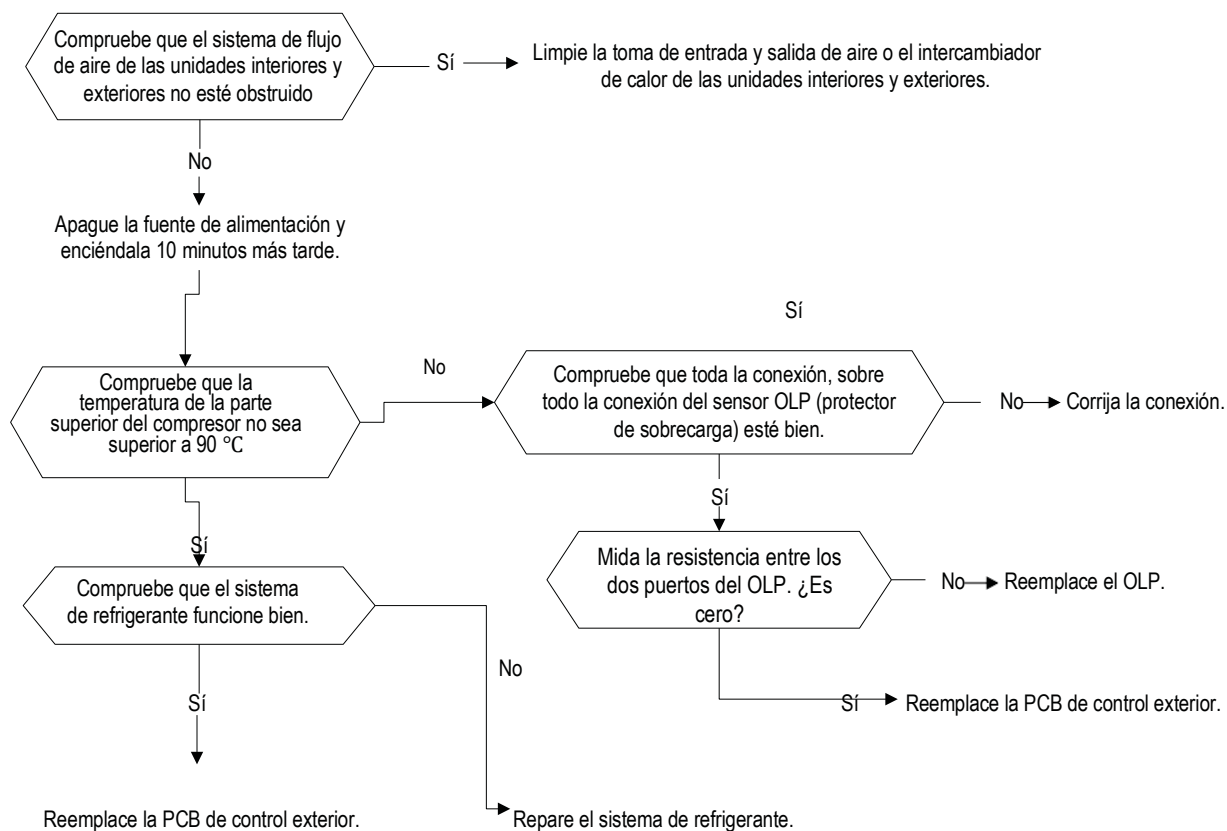 Compruebe que el sistema de flujo
de aire de las unidades interiores y
exteriores no esté obstruido
Sí
Limpie la toma de entrada y salida de aire o el intercambiador
de calor de las unidades interiores y exteriores.
No
Apague la fuente de alimentación y
enciéndala 10 minutos más tarde.
Sí
Compruebe que la
temperatura de la parte
superior del compresor no sea
superior a 90 °C
No
Compruebe que toda la conexión, sobre
todo la conexión del sensor OLP (protector
de sobrecarga) esté bien.
No
Corrija la conexión.
Sí
Sí
Compruebe que el sistema
de refrigerante funcione bien.
Mida la resistencia entre los
dos puertos del OLP. ¿Es
cero?
No
Reemplace el OLP.
No
Sí
Sí
Reemplace la PCB de control exterior.
Reemplace la PCB de control exterior.
Repare el sistema de refrigerante.